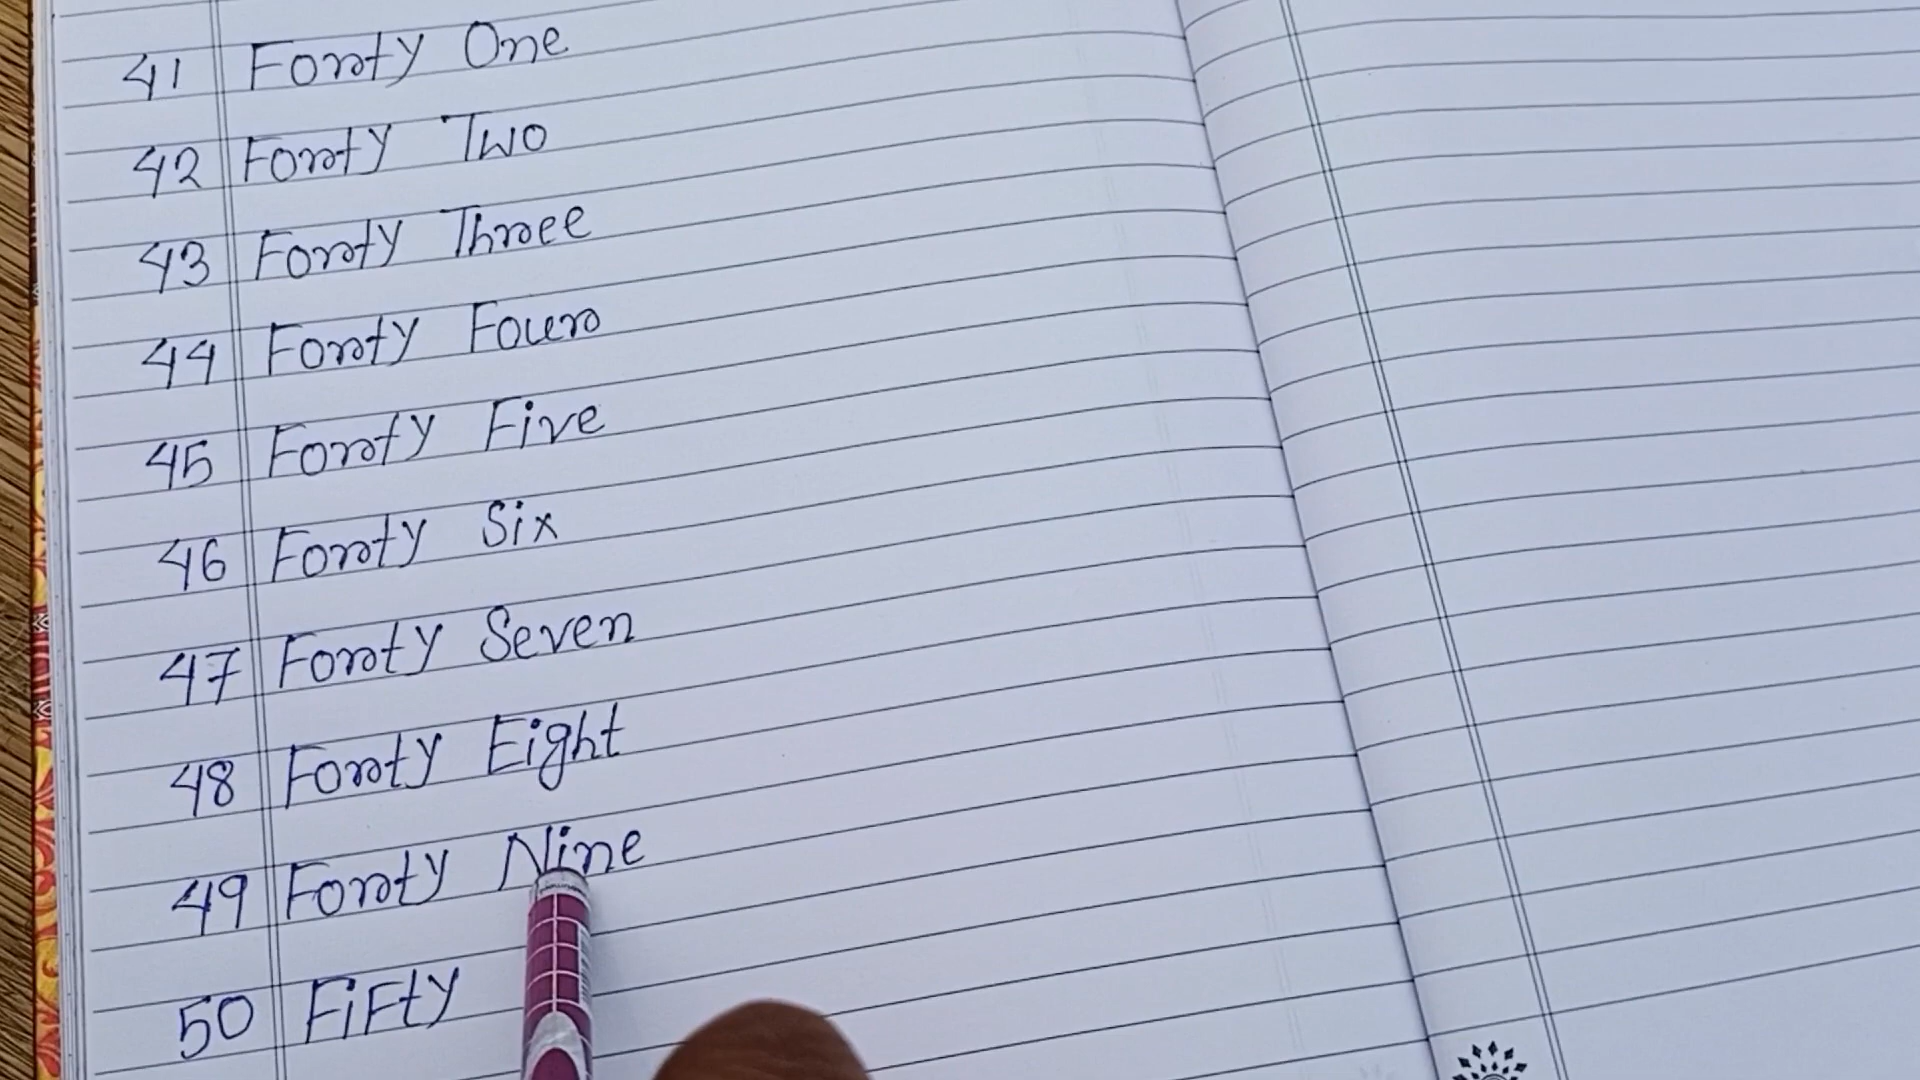 41 Forty One
42 Forty Two
43 Forty Three
44 Forty Four
45 Forty Five
46 Forty Six
47 Forty Seven
48 Forty Eight
49 Forty Nine
50 FiFty